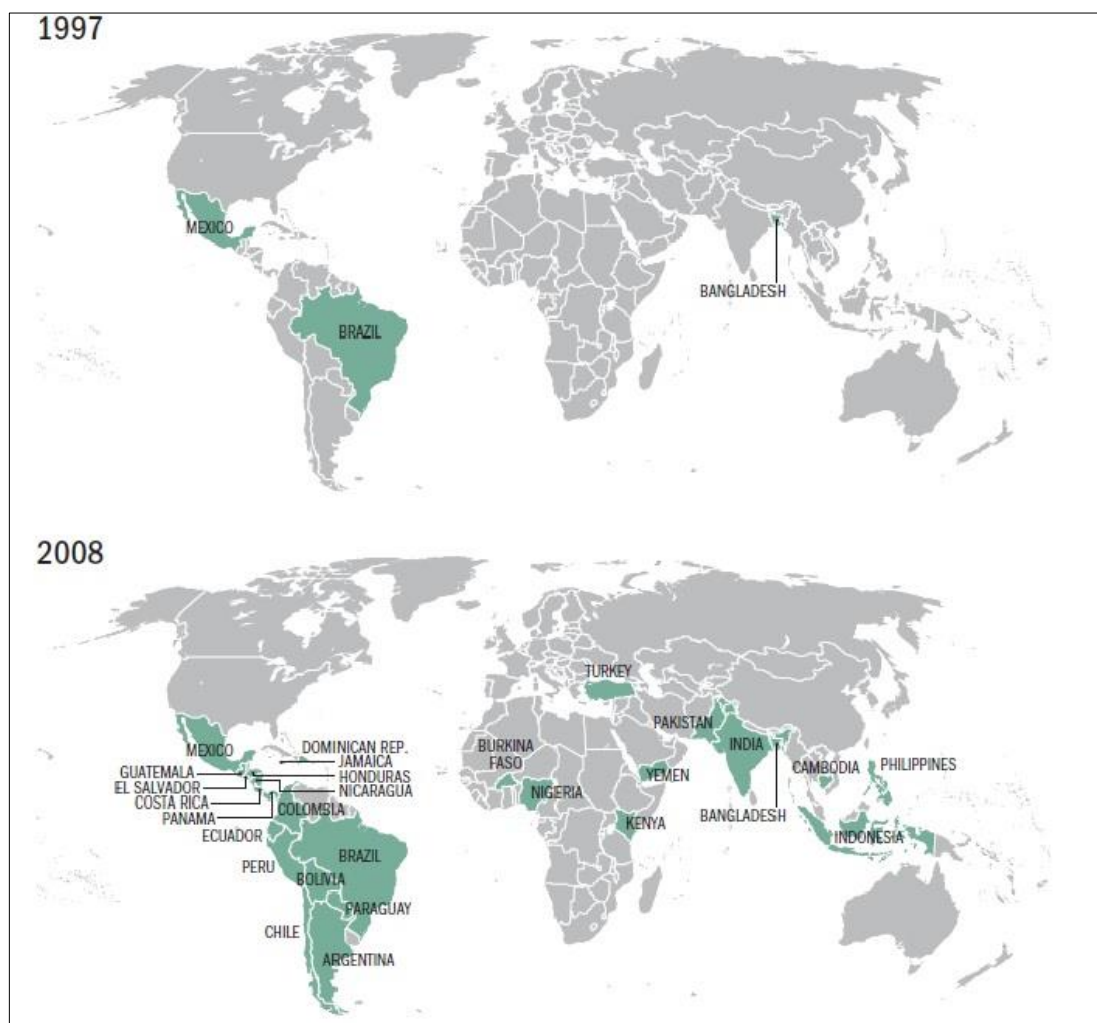 1997
MEXICO
BRAZIL
BANGLADESH
2008
TURKEY
MEXICO
DOMINICAN REP.
JAMAICA
GUATEMALA
HONDURAS
EL SALVADOR
NICARAGUA
COSTA RICA
PANAMA
COLOMBIA
ECUADOR
PERU
BRAZIL
BOLIVIA
PARAGUAY
CHILE
ARGENTINA
BURKINA
FASO
NIGERIA
KENYA
YEMEN
PAKISTAN
INDIA
BANGLADESH
CAMBODIA
PHILIPPINES
INDONESIA